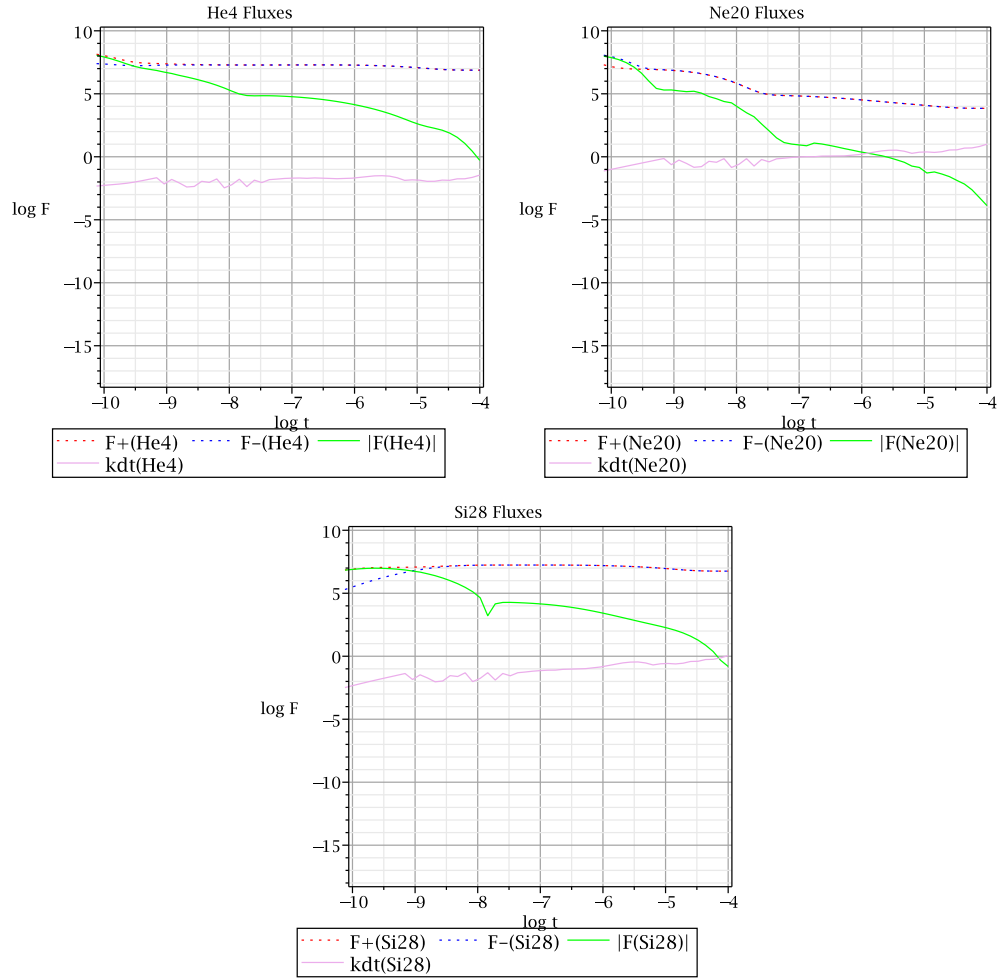 He4 Fluxes
10
5
0
−5
−10
−15
log F
−10 −9 −8 −7 −6 −5 −4
log t
F+(He4) F−(He4) |F(He4)|
kdt(He4)
Ne20 Fluxes
10
5
0
−5
−10
−15
log F
−10 −9 −8 −7 −6 −5 −4
log t
F+(Ne20) F−(Ne20) |F(Ne20)|
kdt(Ne20)
Si28 Fluxes
10
5
0
−5
−10
−15
log F
−10 −9 −8 −7 −6 −5 −4
log t
F+(Si28) F−(Si28) |F(Si28)|
kdt(Si28)